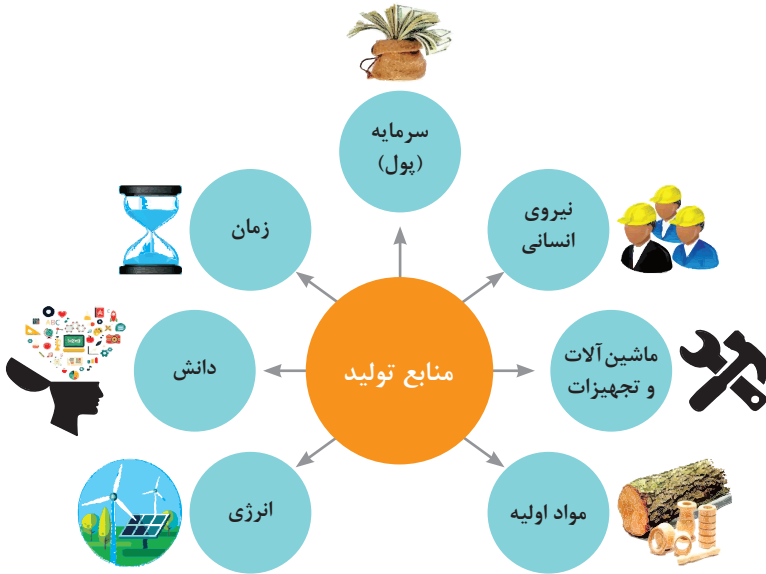 سرمایه
(پول)
نیروی
انسانی
زمان
ماشین‌آلات
و تجهیزات
منابع تولید
دانش
مواد اولیه
انرژی